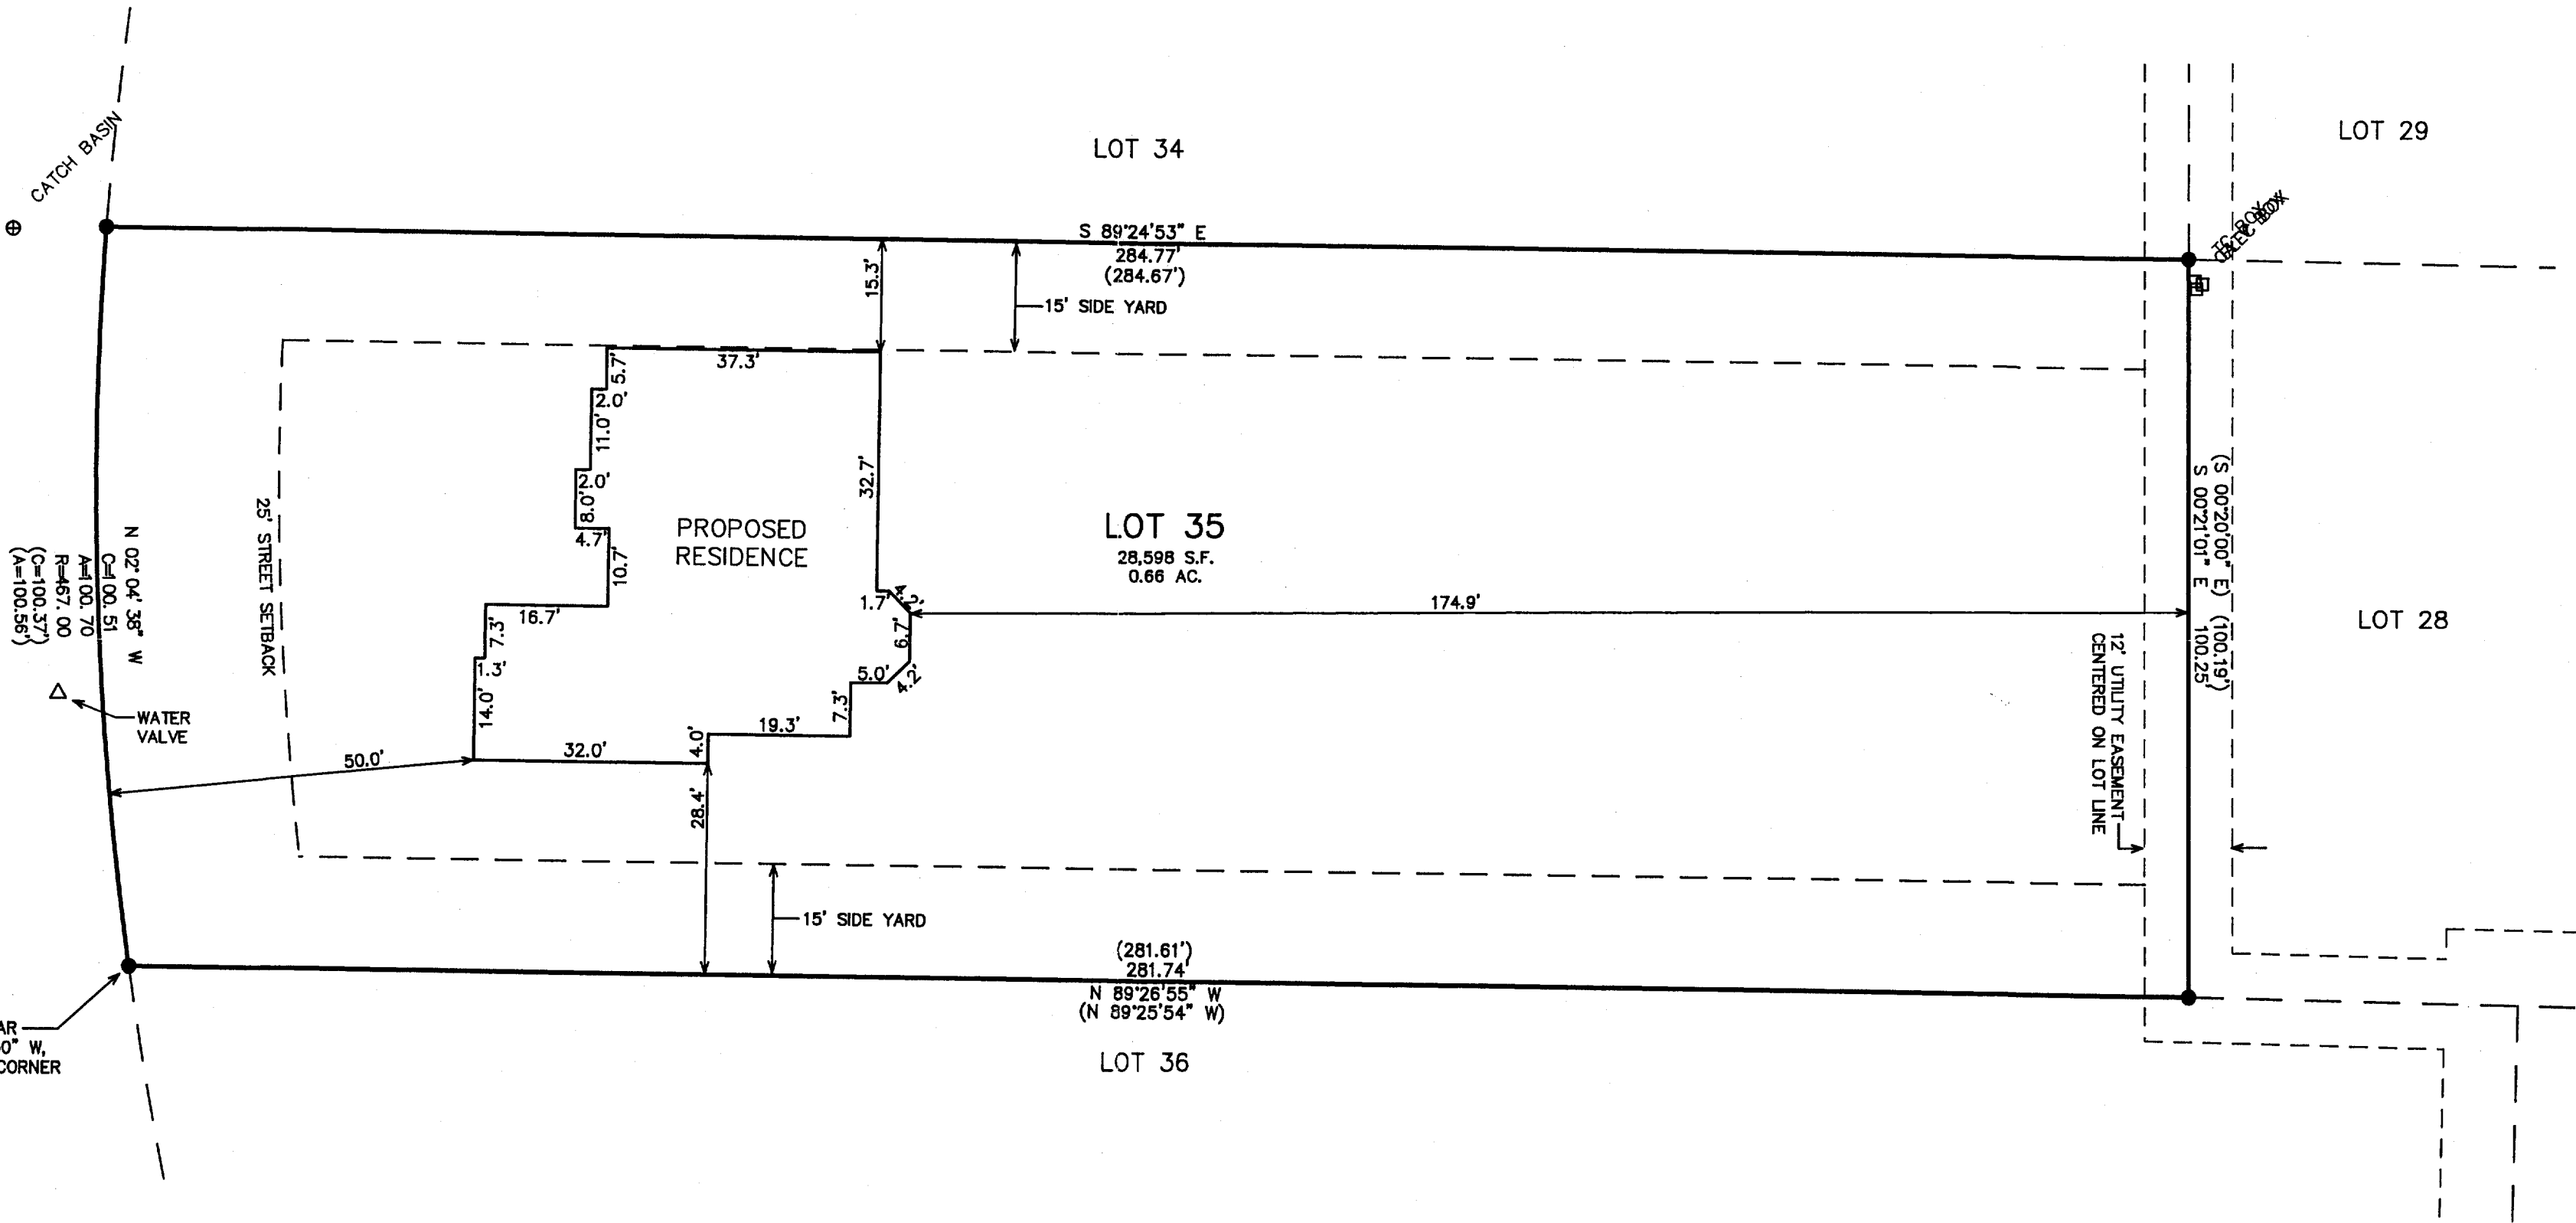 CATCH BASIN
LOT 34
LOT 29
S 89°24'53" E
284.77'
(284.67')
15.3'
15' SIDE YARD
37.3'
5.7'
2.0'
11.0'
2.0'
8.0'
4.7'
10.7'
32.7'
PROPOSED
RESIDENCE
LOT 35
28,598 S.F.
0.66 AC.
25' STREET SETBACK
N 02° 04' 38" W
C=100.51
A=100.70
R=467.00
(C=100.37')
(A=100.56')
16.7'
7.3'
1.3'
14.0'
1.7'
4.2'
6.7'
4.2'
5.0'
7.3'
19.3'
4.0'
32.0'
50.0'
28.4'
174.9'
WATER
VALVE
(S 00°20'00" E) (100.19')
S 00°21'01" E 100.25'
LOT 28
12' UTILITY EASEMENT
CENTERED ON LOT LINE
15' SIDE YARD
(281.61')
281.74'
N 89°26'55" W
(N 89°25'54" W)
LOT 36
AR
0" W,
CORNER